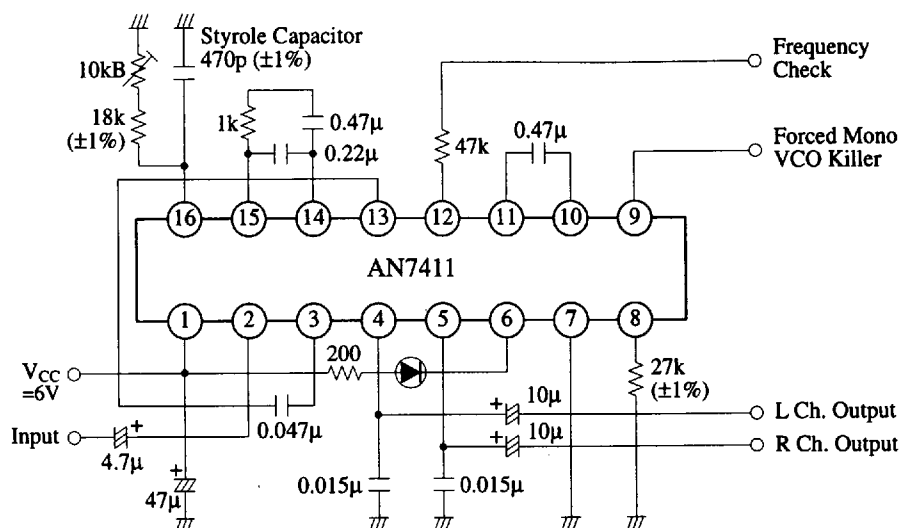 Styrole Capacitor
470p (±1%)
10kB
18k
(±1%)
1k
0.47μ
0.22μ
47k
0.47μ
Frequency
Check
Forced Mono
VCO Killer
16 15 14 13 12 11 10 9
AN7411
1 2 3 4 5 6 7 8
VCC
=6V
200
27k
(±1%)
0.047μ
+ 10μ
L Ch. Output
Input
+
4.7μ
+ 10μ
R Ch. Output
+
47μ
0.015μ
0.015μ